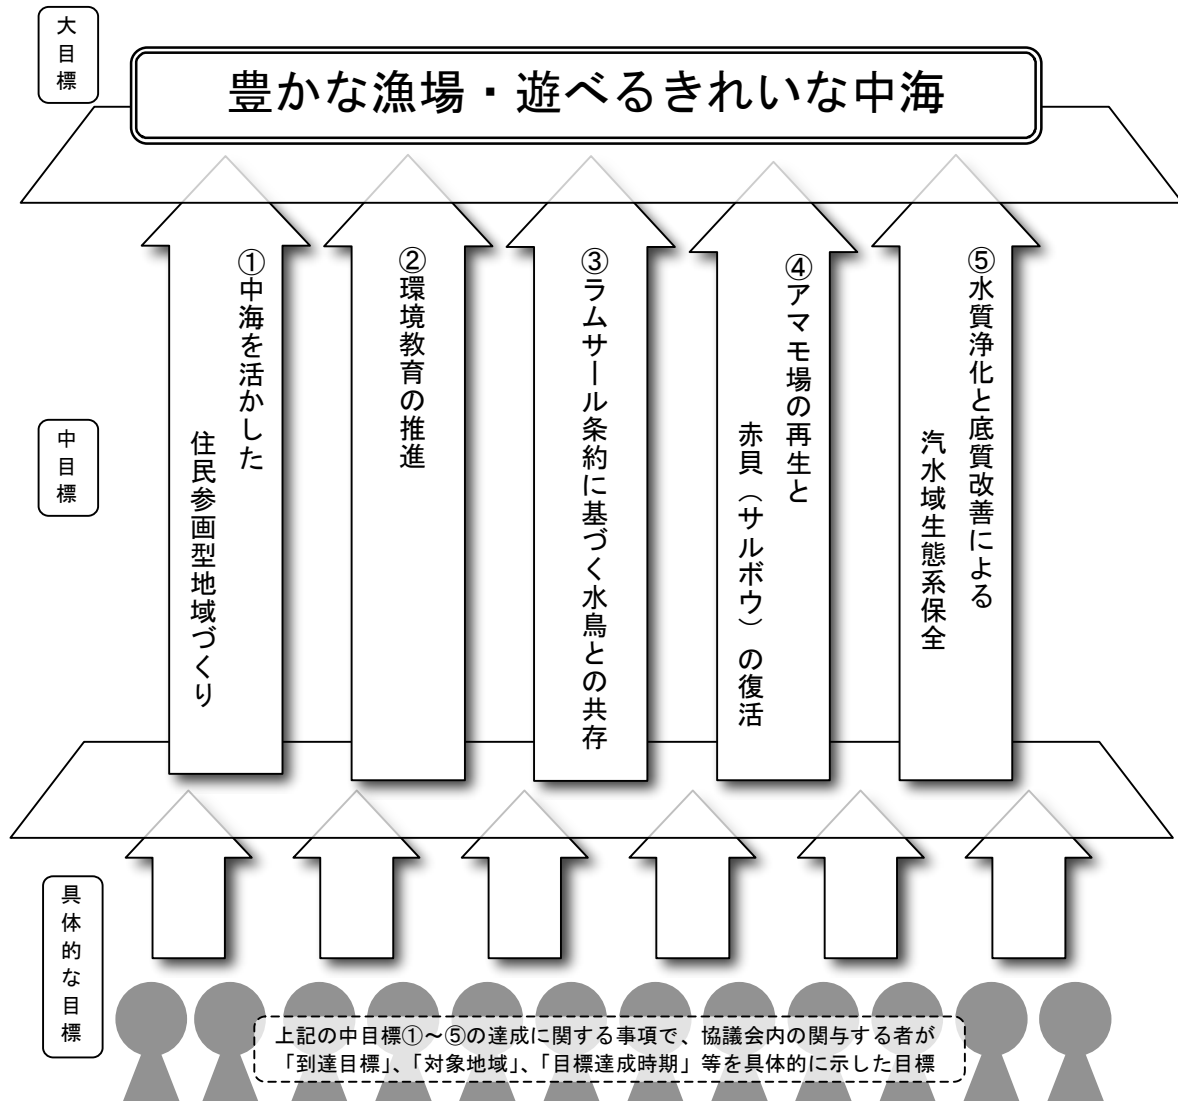 大目標
豊かな漁場・遊べるきれいな中海
中目標
①中海を活かした
住民参画型地域づくり
②環境教育の推進
③ラムサール条約に基づく水鳥との共存
④アマモ場の再生と
赤貝（サルボウ）の復活
⑤水質浄化と底質改善による
汽水域生態系保全
具体的な目標
上記の中目標①～⑤の達成に関する事項で、協議会内の関与する者が
「到達目標」、「対象地域」、「目標達成時期」等を具体的に示した目標